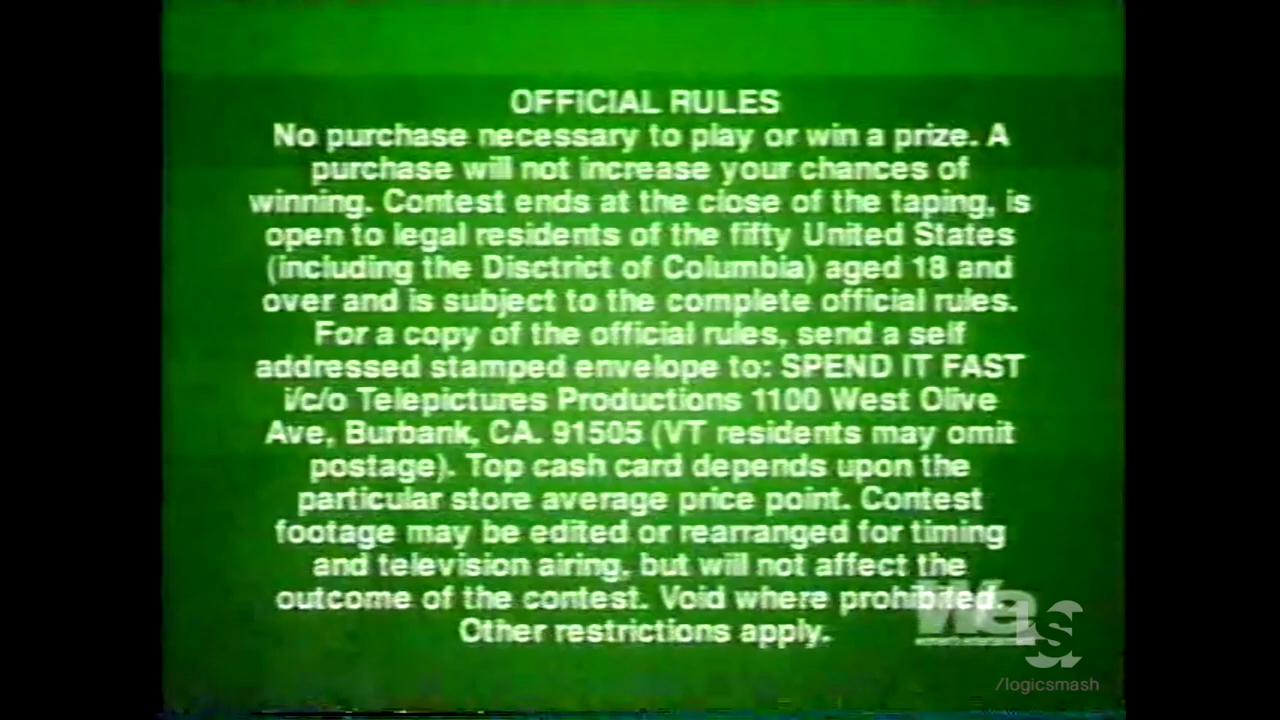 OFFICIAL RULES
No purchase necessary to play or win a prize. A
purchase will not increase your chances of
winning. Contest ends at the close of the taping, is
open to legal residents of the fifty United States
(including the Disctrict of Columbia) aged 18 and
over and is subject to the complete official rules.
For a copy of the official rules, send a self
addressed stamped envelope to: SPEND IT FAST
i/c/o Telepictures Productions 1100 West Olive
Ave, Burbank, CA. 91505 (VT residents may omit
postage). Top cash card depends upon the
particular store average price point. Contest
footage may be edited or rearranged for timing
and television airing, but will not affect the
outcome of the contest. Void where prohibited.
Other restrictions apply.
/logicsmash